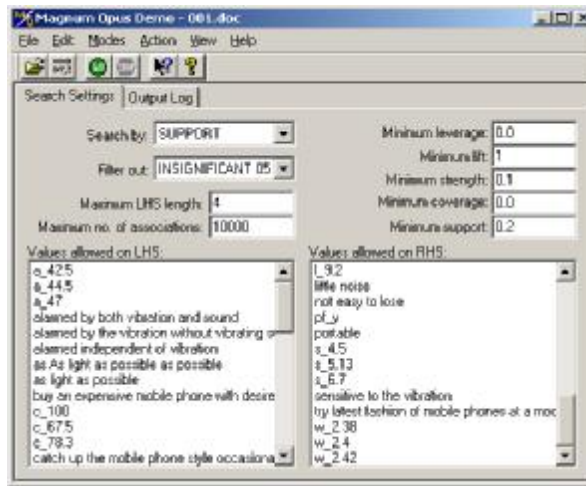 Magnum Opus Demo - 001.doc
File Edit Modes Action View Help
Search Settings Output Log
Search by: SUPPORT
Filter out: INSIGNIFICANT 05
Maximum LHS length: 4
Maximum no. of associations: 10000
Minimum leverage: 0.0
Minimum lift: 1
Minimum strength: 0.1
Minimum coverage: 0.0
Minimum support: 0.2
Values allowed on LHS:
a_42.5
a_44.5
a_47
alarmed by both vibration and sound
alarmed by the vibration without vibrating
alarmed independent of vibration
as As light as possible as possible
as light as possible
buy an expensive mobile phone with desire
c_100
c_67.5
c_78.3
catch up the mobile phone style occasiona
Values allowed on RHS:
l_9.2
little noise
not easy to lose
pf_y
portable
s_4.5
s_5.13
s_6.7
sensitive to the vibration
try latest fashion of mobile phones at a moc
w_2.38
w_2.4
w_2.42